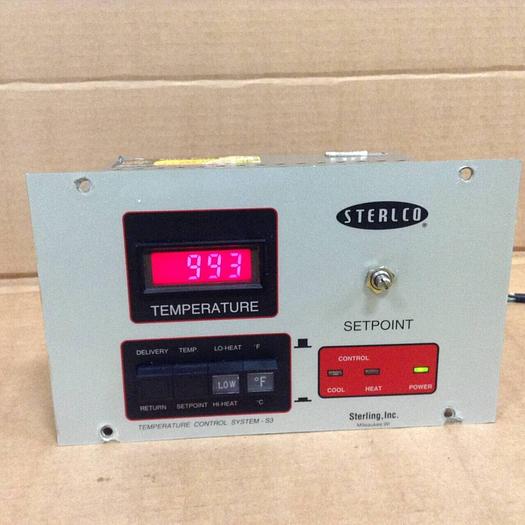 STERLCO®
993
TEMPERATURE
SETPOINT
DELIVERY TEMP. LO-HEAT °F
LOW °F
RETURN SETPOINT HI-HEAT °C
CONTROL
COOL HEAT POWER
TEMPERATURE CONTROL SYSTEM - S3
Sterling, Inc.
Milwaukee WI